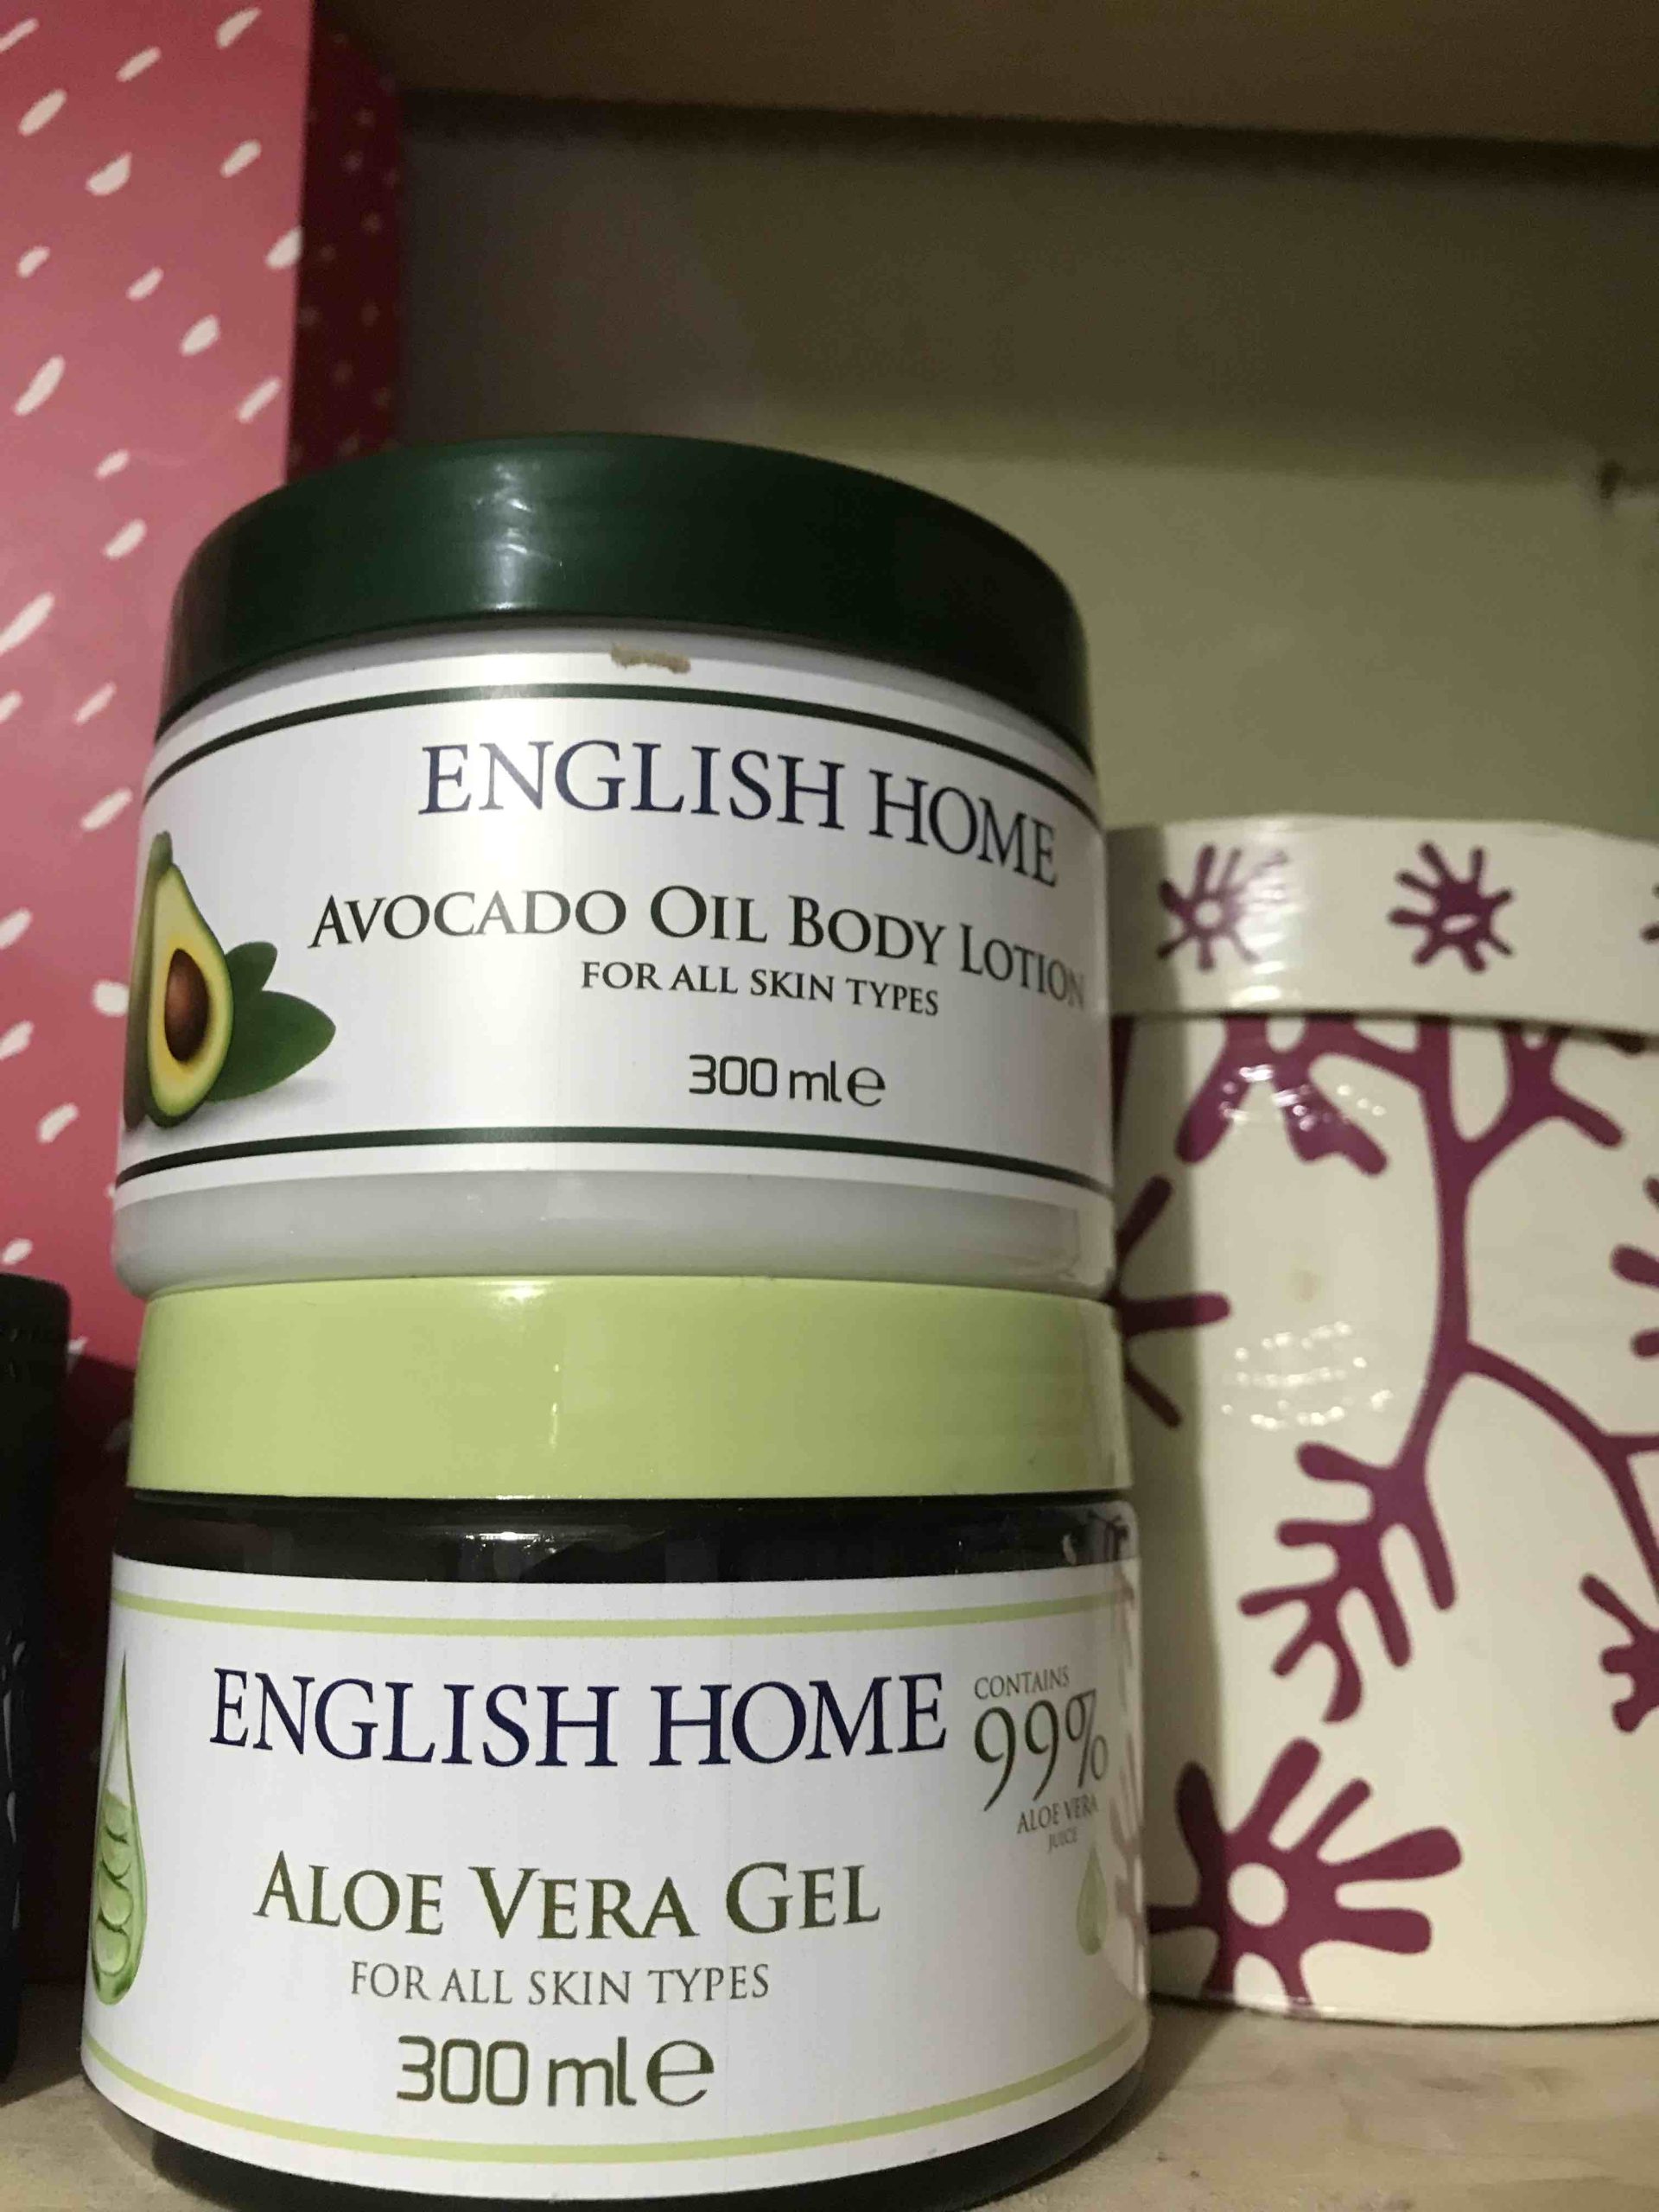 ENGLISH HOME
AVOCADO OIL BODY LOTION
FOR ALL SKIN TYPES
300 ml e
ENGLISH HOME
CONTAINS
99%
ALOE VERA
JUICE
ALOE VERA GEL
FOR ALL SKIN TYPES
300 ml e